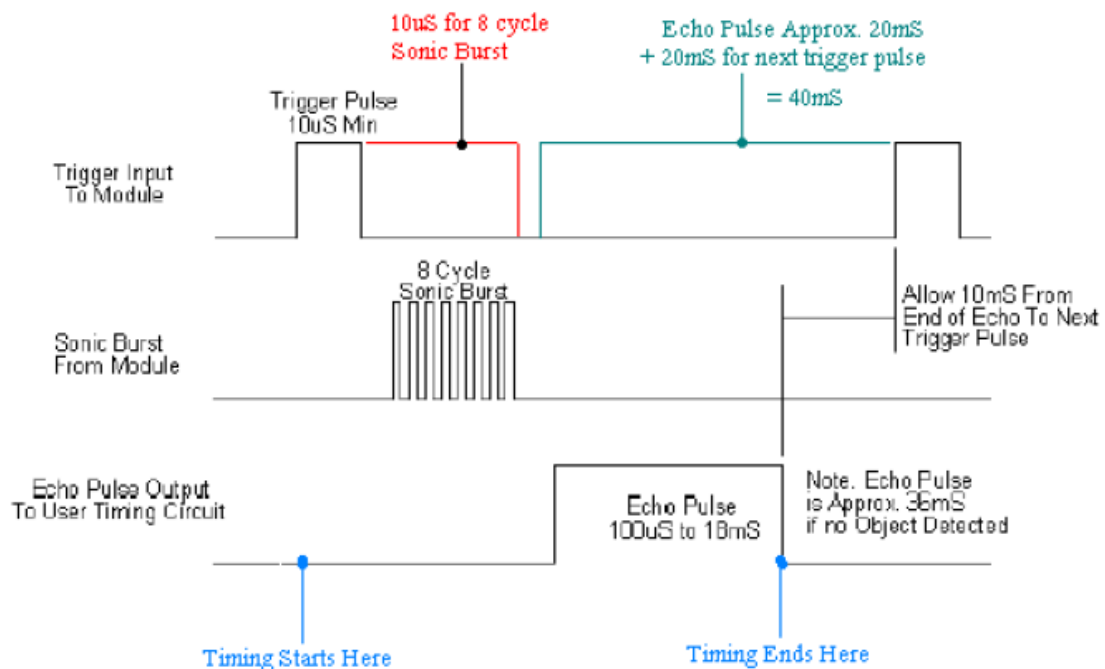 10uS for 8 cycle
Sonic Burst
Echo Pulse Approx. 20mS
+ 20mS for next trigger pulse
= 40mS
Trigger Pulse
10uS Min
Trigger Input
To Module
8 Cycle
Sonic Burst
Allow 10mS From
End of Echo To Next
Trigger Pulse
Sonic Burst
From Module
Echo Pulse Output
To User Timing Circuit
Echo Pulse
100uS to 18mS
Note. Echo Pulse
is Approx. 36mS
if no Object Detected
Timing Starts Here
Timing Ends Here